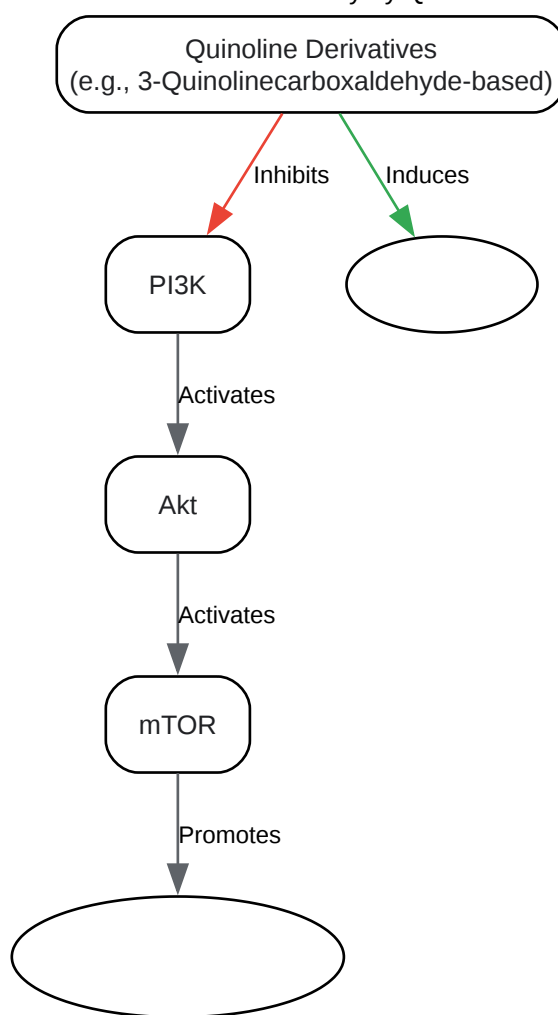 Quinoline Derivatives
(e.g., 3-Quinolinecarboxaldehyde-based)
Inhibits
Induces
PI3K
Activates
Akt
Activates
mTOR
Promotes